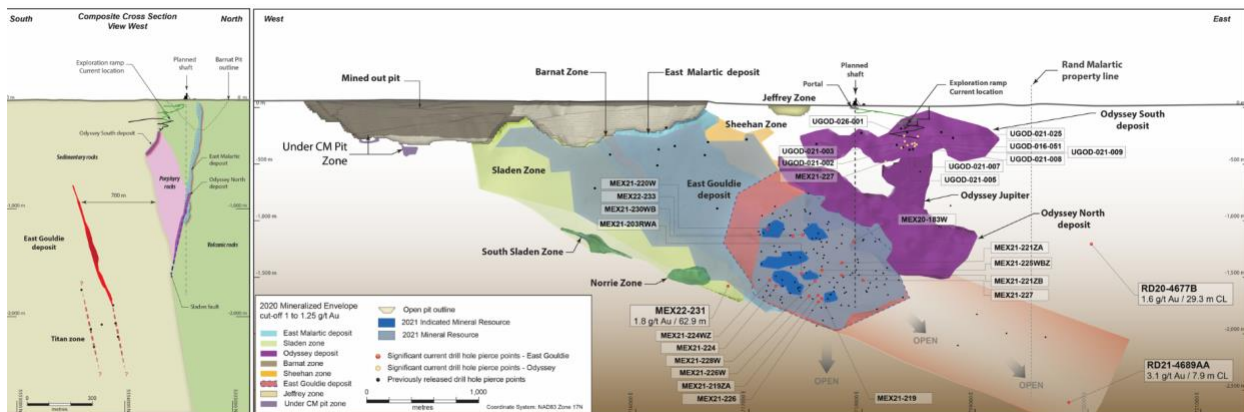 South
Composite Cross Section
View West
North
Exploration ramp
Current location
Planned
shaft
Barnat Pit
outline
0 m
Odyssey South
deposit
Sedimentary rocks
Porphyry
rocks
700 m
East Malartic
deposit
Odyssey North
deposit
East Gouldie
deposit
Volcanic rocks
Sladen fault
Titan zone
?
?
?
?
0
metres
West
East
Mined out pit
Barnat Zone
East Malartic deposit
Jeffrey Zone
Portal
Planned
shaft
Exploration ramp
Current location
Rand Malartic
property line
0 m
0 m
Under CM Pit
Zone
Sheehan Zone
UGOD-026-001
Odyssey South
deposit
UGOD-021-025
UGOD-016-051
UGOD-021-009
UGOD-021-008
UGOD-021-003
UGOD-021-002
MEX21-227
UGOD-021-007
UGOD-021-005
Sladen Zone
MEX21-220W
MEX22-233
MEX21-230WB
MEX21-203RWA
East Gouldie
deposit
Odyssey Jupiter
MEX20-183W
Odyssey North
deposit
South Sladen Zone
Norrie Zone
MEX21-221ZA
MEX21-225WBZ
MEX21-221ZB
MEX21-227
RD20-4677B
1.6 g/t Au / 29.3 m CL
MEX22-231
1.8 g/t Au / 62.9 m
MEX21-224WZ
MEX21-224
MEX21-228W
MEX21-226W
MEX21-219ZA
MEX21-226
MEX21-219
OPEN
OPEN
OPEN
RD21-4689AA
3.1 g/t Au / 7.9 m CL
2020 Mineralized Envelope
cut-off 1 to 1.25 g/t Au
East Malartic deposit
Sladen zone
Odyssey deposit
Barnat zone
Sheehan zone
East Gouldie deposit
Jeffrey zone
Under CM pit zone
Open pit outline
2021 Indicated Mineral Resource
2021 Mineral Resource
Significant current drill hole pierce points - East Gouldie
Significant current drill hole pierce points - Odyssey
Previously released drill hole pierce points
0
1,000
metres
Coordinate System: NAD83 Zone 17N